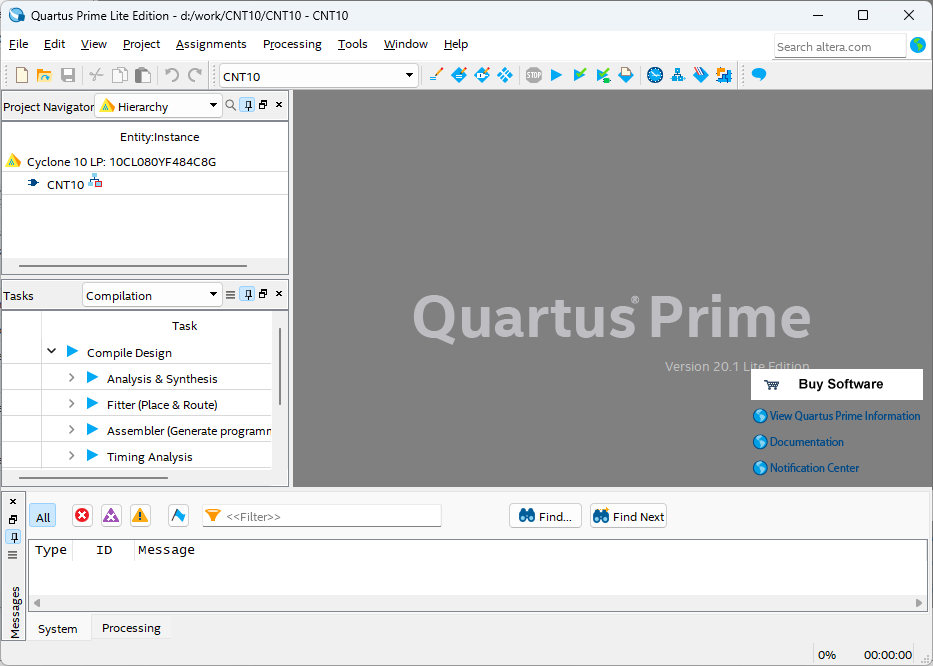 Quartus Prime Lite Edition - d:/work/CNT10/CNT10 - CNT10
File Edit View Project Assignments Processing Tools Window Help
Search altera.com
CNT10
STOP
Project Navigator Hierarchy
Entity:Instance
Cyclone 10 LP: 10CL080YF484C8G
CNT10
Tasks Compilation
Task
Compile Design
Analysis & Synthesis
Fitter (Place & Route)
Assembler (Generate programm
Timing Analysis
Quartus® Prime
Version 20.1 Lite Edition
Buy Software
View Quartus Prime Information
Documentation
Notification Center
All <<Filter>> Find... Find Next
Type ID Message
Messages
System Processing
0% 00:00:00